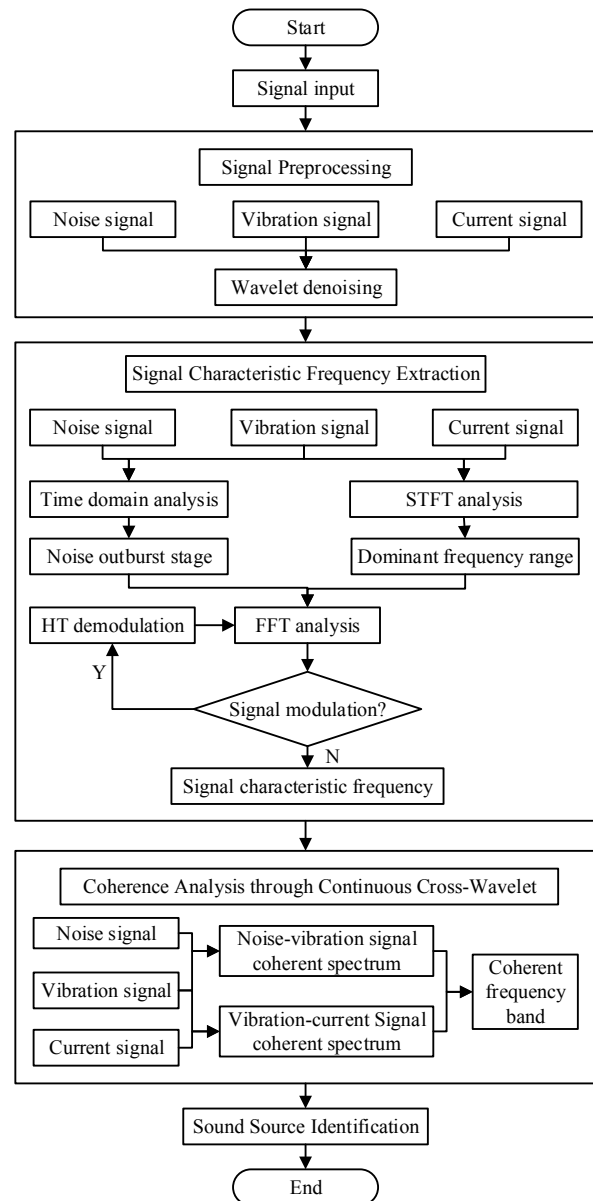 Start
Signal input
Signal Preprocessing
Noise signal
Vibration signal
Current signal
Wavelet denoising
Signal Characteristic Frequency Extraction
Noise signal
Vibration signal
Current signal
Time domain analysis
STFT analysis
Noise outburst stage
Dominant frequency range
HT demodulation
FFT analysis
Y
Signal modulation?
N
Signal characteristic frequency
Coherence Analysis through Continuous Cross-Wavelet
Noise signal
Vibration signal
Current signal
Noise-vibration signal
coherent spectrum
Vibration-current Signal
coherent spectrum
Coherent
frequency
band
Sound Source Identification
End